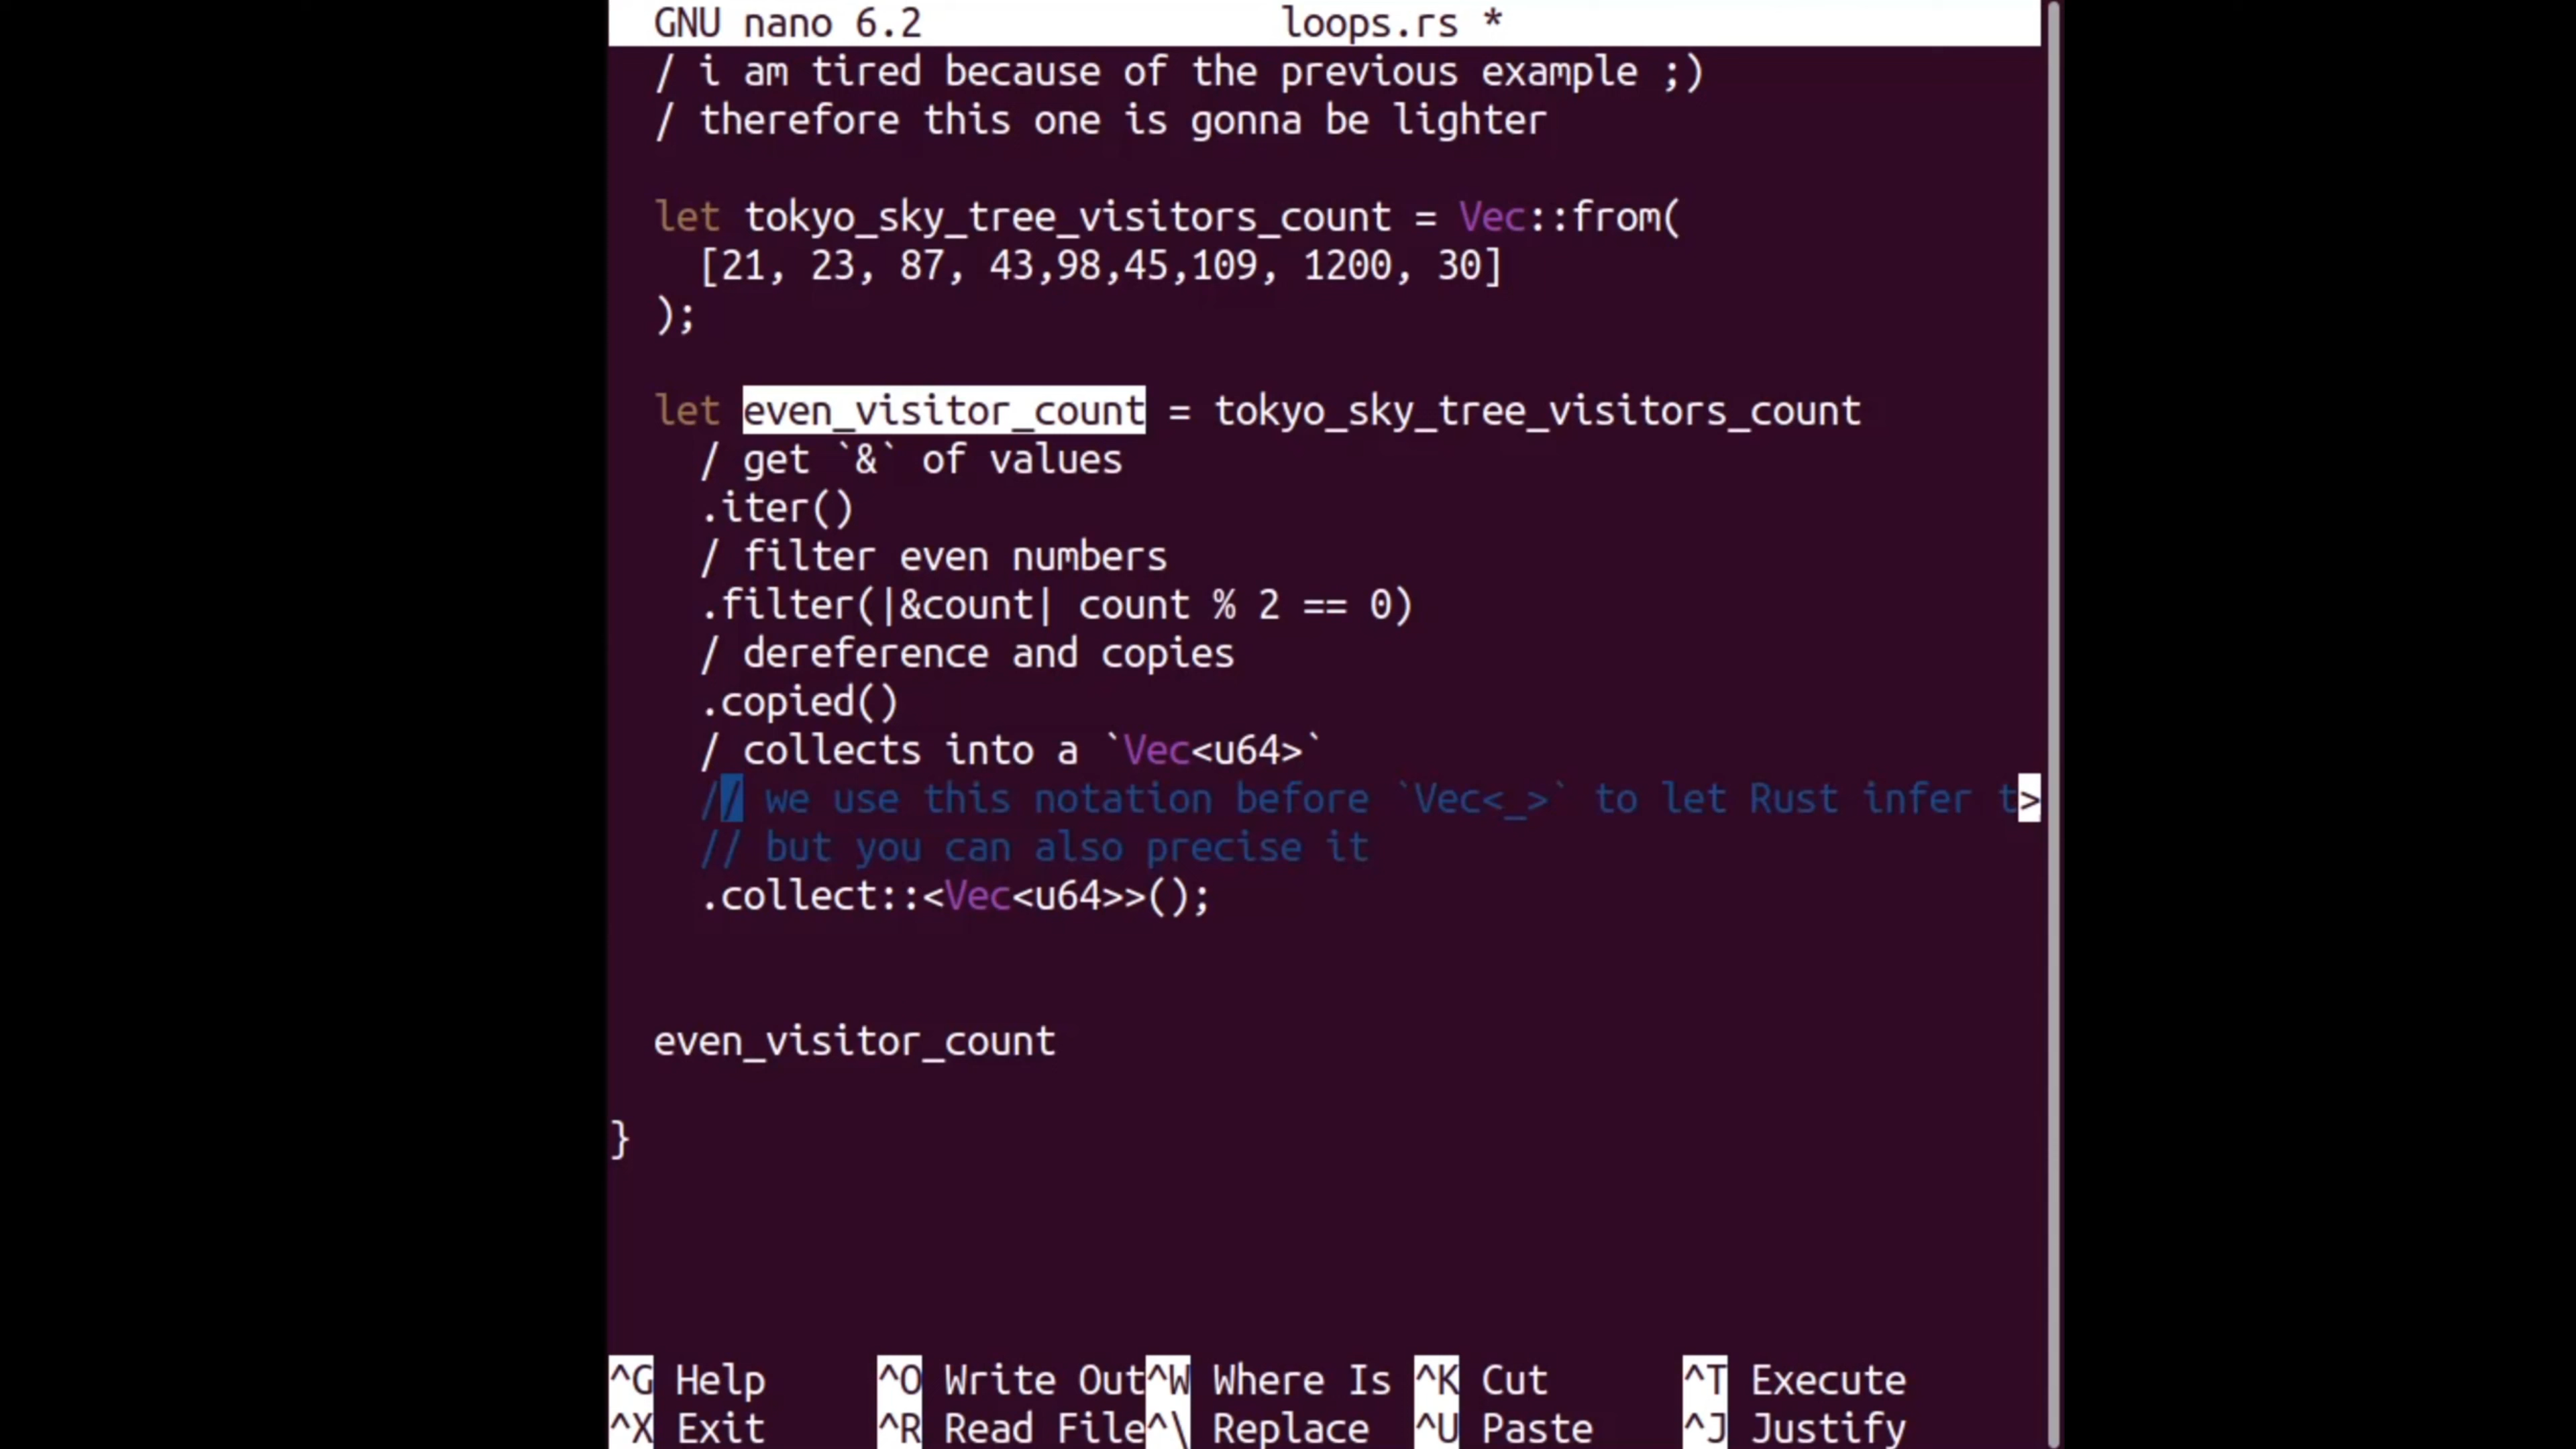 GNU nano 6.2 loops.rs *
/ i am tired because of the previous example ;)
/ therefore this one is gonna be lighter
let tokyo_sky_tree_visitors_count = Vec::from(
[21, 23, 87, 43,98,45,109, 1200, 30]
);
let even_visitor_count = tokyo_sky_tree_visitors_count
/ get `&` of values
.iter()
/ filter even numbers
.filter(|&count| count % 2 == 0)
/ dereference and copies
.copied()
/ collects into a `Vec<u64>`
// we use this notation before `Vec<_>` to let Rust infer t>
// but you can also precise it
.collect::<Vec<u64>>();
even_visitor_count
}
^G Help ^O Write Out ^W Where Is ^K Cut ^T Execute
^X Exit ^R Read File ^\ Replace ^U Paste ^J Justify